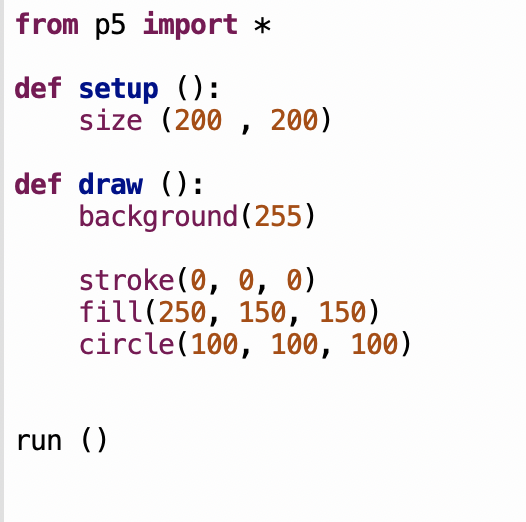 from p5 import *
def setup ():
size (200 , 200)
def draw ():
background(255)
stroke(0, 0, 0)
fill(250, 150, 150)
circle(100, 100, 100)
run ()